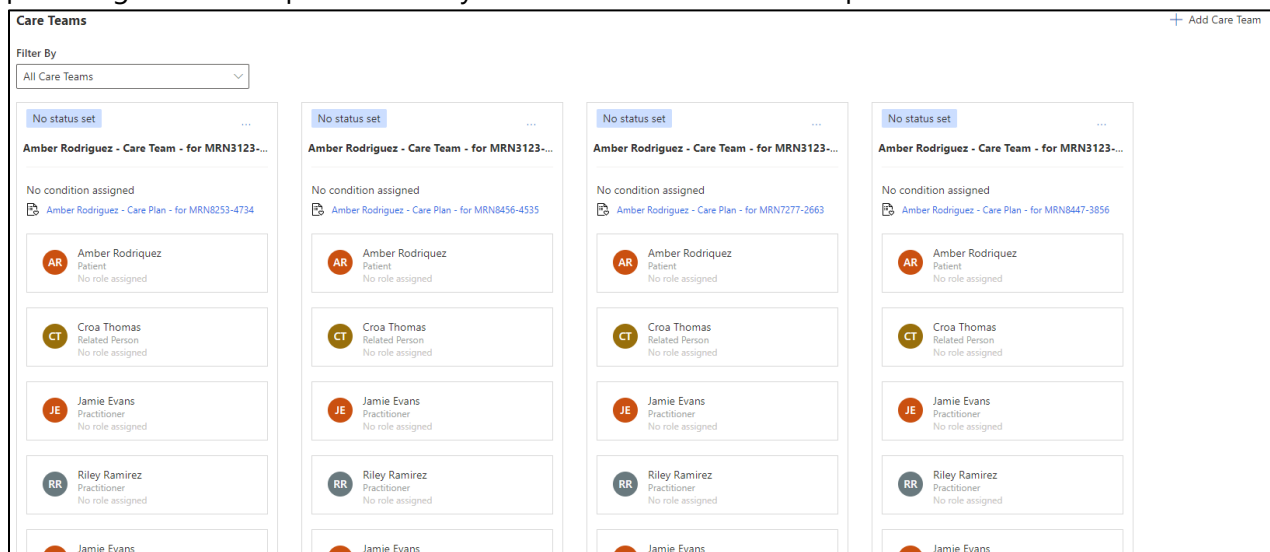 Care Teams
+ Add Care Team
Filter By
All Care Teams
No status set
...
Amber Rodriguez - Care Team - for MRN3123-...
No condition assigned
Amber Rodriguez - Care Plan - for MRN8253-4734
AR
Amber Rodriquez
Patient
No role assigned
CT
Croa Thomas
Related Person
No role assigned
JE
Jamie Evans
Practitioner
No role assigned
RR
Riley Ramirez
Practitioner
No role assigned
Jamie Evans
No status set
...
Amber Rodriguez - Care Team - for MRN3123-...
No condition assigned
Amber Rodriguez - Care Plan - for MRN8456-4535
AR
Amber Rodriquez
Patient
No role assigned
CT
Croa Thomas
Related Person
No role assigned
JE
Jamie Evans
Practitioner
No role assigned
RR
Riley Ramirez
Practitioner
No role assigned
Jamie Evans
No status set
...
Amber Rodriguez - Care Team - for MRN3123-...
No condition assigned
Amber Rodriguez - Care Plan - for MRN7277-2663
AR
Amber Rodriquez
Patient
No role assigned
CT
Croa Thomas
Related Person
No role assigned
JE
Jamie Evans
Practitioner
No role assigned
RR
Riley Ramirez
Practitioner
No role assigned
Jamie Evans
No status set
...
Amber Rodriguez - Care Team - for MRN3123-...
No condition assigned
Amber Rodriguez - Care Plan - for MRN8447-3856
AR
Amber Rodriquez
Patient
No role assigned
CT
Croa Thomas
Related Person
No role assigned
JE
Jamie Evans
Practitioner
No role assigned
RR
Riley Ramirez
Practitioner
No role assigned
Jamie Evans